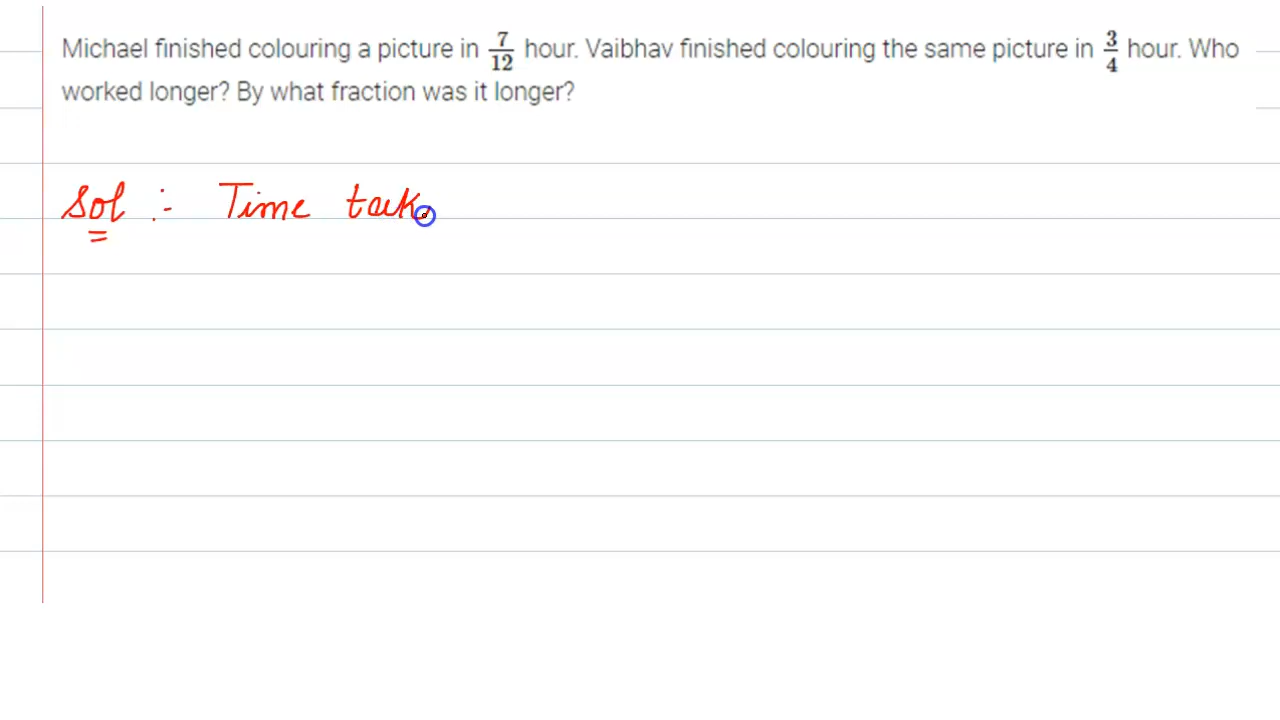 Michael finished colouring a picture in 7/12 hour. Vaibhav finished colouring the same picture in 3/4 hour. Who
worked longer? By what fraction was it longer?
Sol :- Time tak